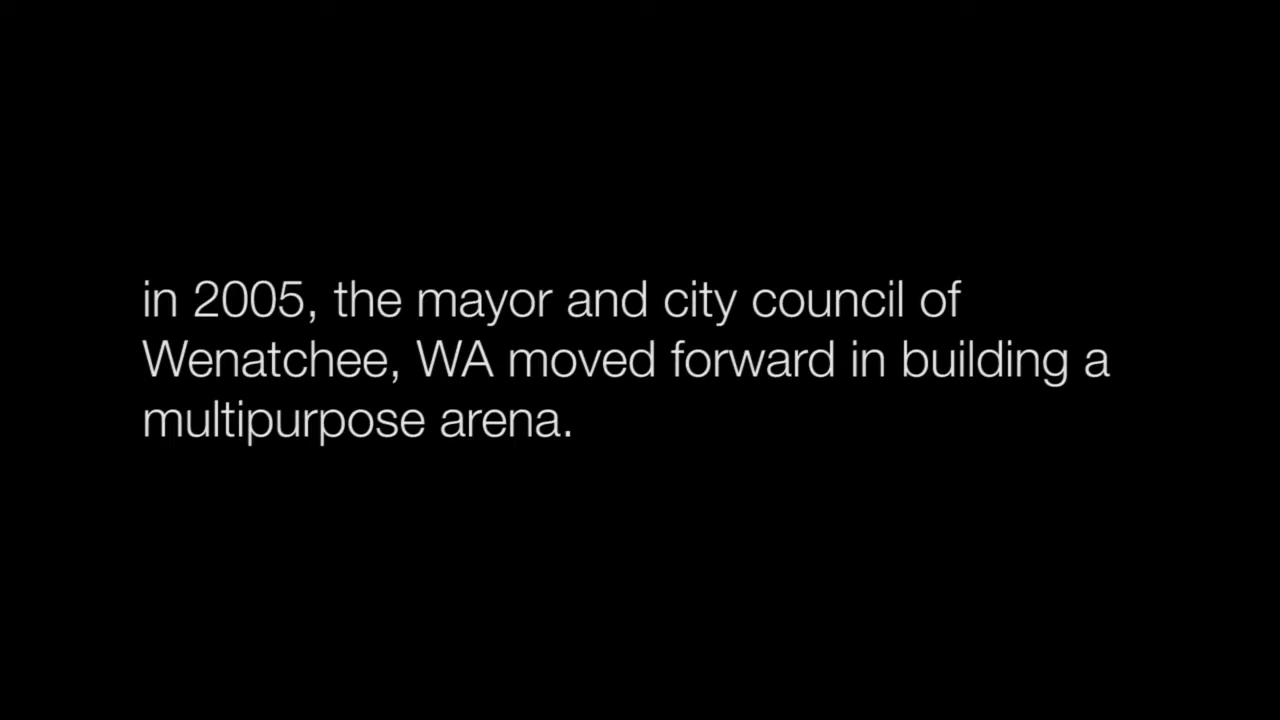 in 2005, the mayor and city council of
Wenatchee, WA moved forward in building a
multipurpose arena.